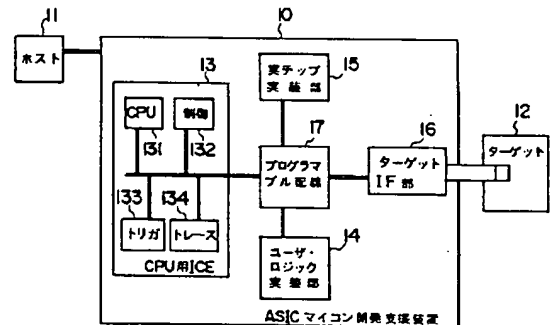 11
ホスト
10
13
CPU
131
制御
132
133
トリガ
134
トレース
CPU用ICE
15
実チップ
実装部
17
プログラマ
ブル配線
16
ターゲット
IF部
12
ターゲット
14
ユーザ・
ロジック
実装部
ASICマイコン開発支援装置